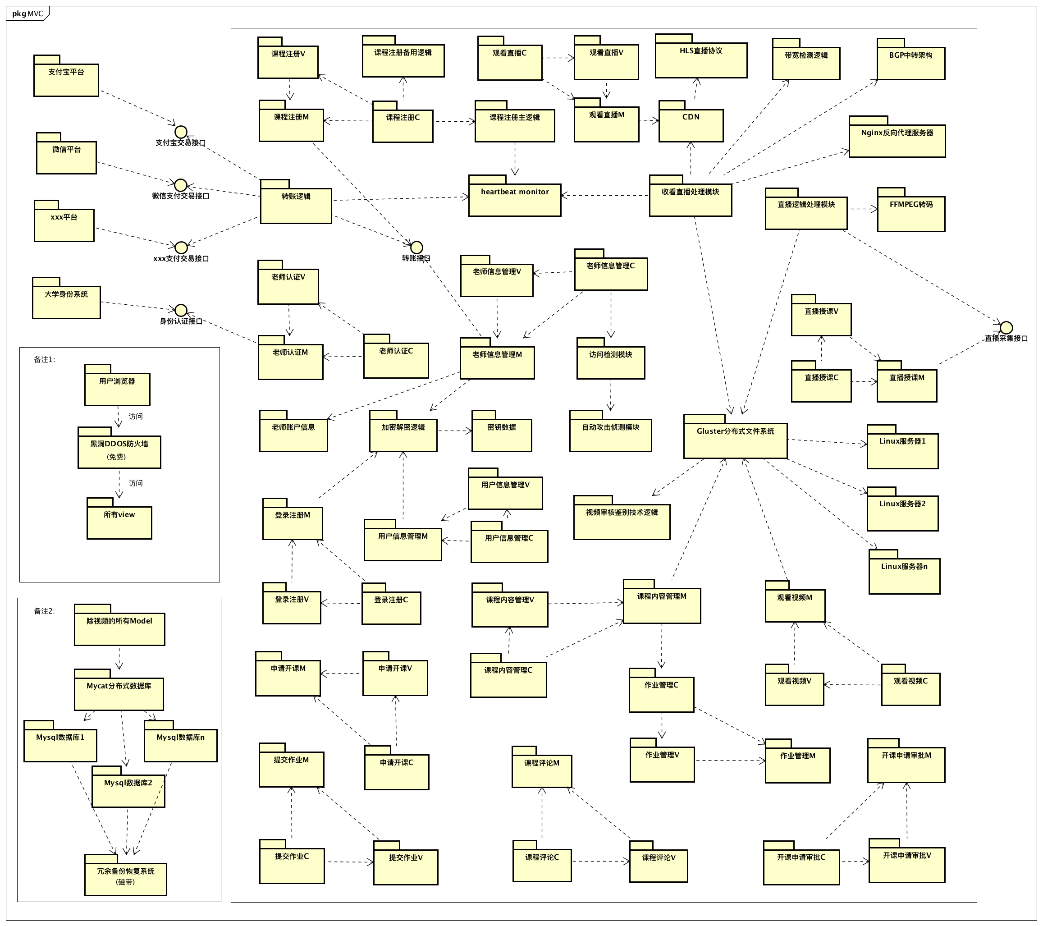 pkg MVC
支付宝平台
微信平台
xxx平台
大学身份系统
支付宝交易接口
微信支付交易接口
xxx支付交易接口
身份认证接口
课程注册V
课程注册备用逻辑
观看直播C
观看直播V
HLS直播协议
带宽检测逻辑
BGP中转架构
课程注册M
课程注册C
课程注册主逻辑
观看直播M
CDN
Nginx反向代理服务器
转账逻辑
heartbeat monitor
收看直播处理模块
直播逻辑处理模块
FFMPEG转码
转账接口
老师认证V
老师信息管理V
老师信息管理C
直播授课V
直播采集接口
老师认证M
老师认证C
老师信息管理M
访问检测模块
直播授课C
直播授课M
老师账户信息
加密解密逻辑
密钥数据
自动攻击侦测模块
Gluster分布式文件系统
Linux服务器1
用户信息管理V
Linux服务器2
登录注册M
用户信息管理M
用户信息管理C
视频审核鉴别技术逻辑
Linux服务器n
登录注册V
登录注册C
课程内容管理V
课程内容管理M
观看视频M
申请开课M
申请开课V
课程内容管理C
作业管理C
观看视频V
观看视频C
提交作业M
申请开课C
课程评论M
作业管理V
作业管理M
开课申请审批M
提交作业C
提交作业V
课程评论C
课程评论V
开课申请审批C
开课申请审批V
备注1:
用户浏览器
访问
黑洞DDOS防火墙
(免费)
访问
所有view
备注2:
除视频的所有Model
Mycat分布式数据库
Mysql数据库1
Mysql数据库n
Mysql数据库2
冗余备份恢复系统
(磁带)